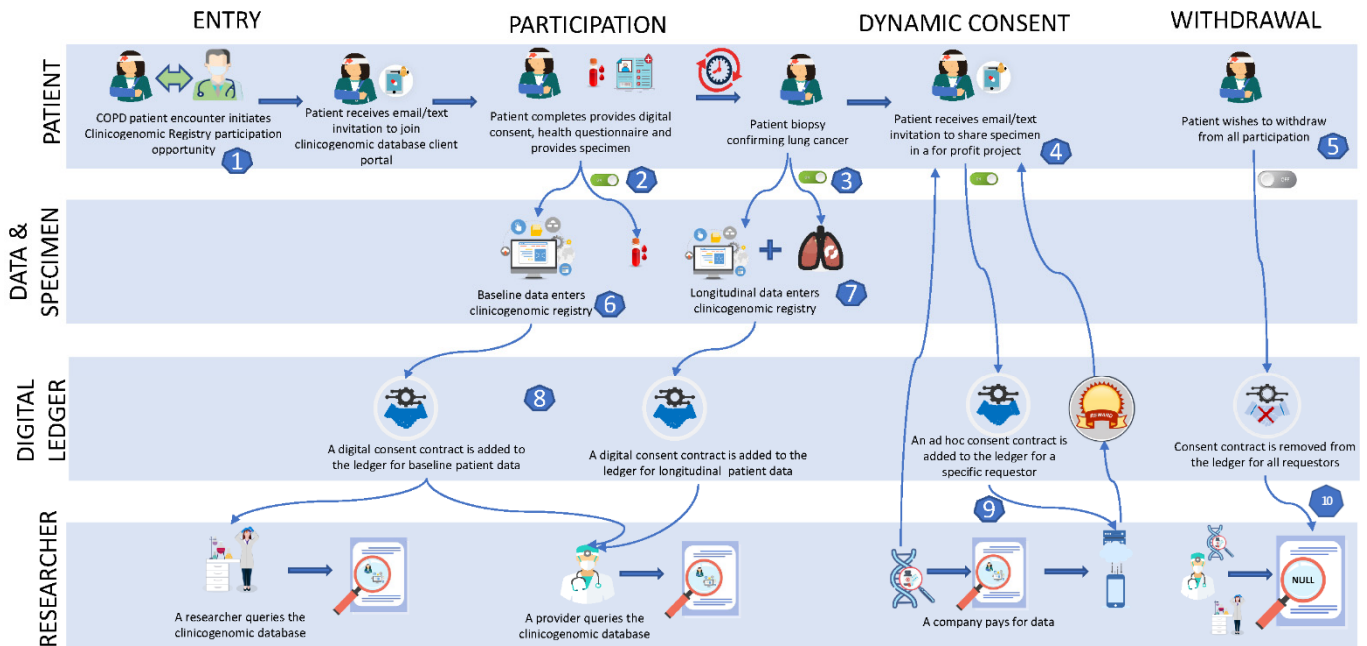 ENTRY
PARTICIPATION
DYNAMIC CONSENT
WITHDRAWAL
PATIENT
COPD patient encounter initiates
Clinicogenomic Registry participation
opportunity
1
Patient receives email/text
invitation to join
clinicogenomic database client
portal
Patient completes provides digital
consent, health questionnaire and
provides specimen
2
Patient biopsy
confirming lung cancer
3
Patient receives email/text
invitation to share specimen
in a for profit project
4
Patient wishes to withdraw
from all participation
5
OFF
DATA &
SPECIMEN
Baseline data enters
clinicogenomic registry
6
Longitudinal data enters
clinicogenomic registry
7
DIGITAL
LEDGER
A digital consent contract is added to
the ledger for baseline patient data
8
A digital consent contract is added to the
ledger for longitudinal patient data
An ad hoc consent contract is
added to the ledger for a
specific requestor
9
REWARD
Consent contract is removed from
the ledger for all requestors
10
RESEARCHER
A researcher queries the
clinicogenomic database
A provider queries the
clinicogenomic database
A company pays for data
NULL